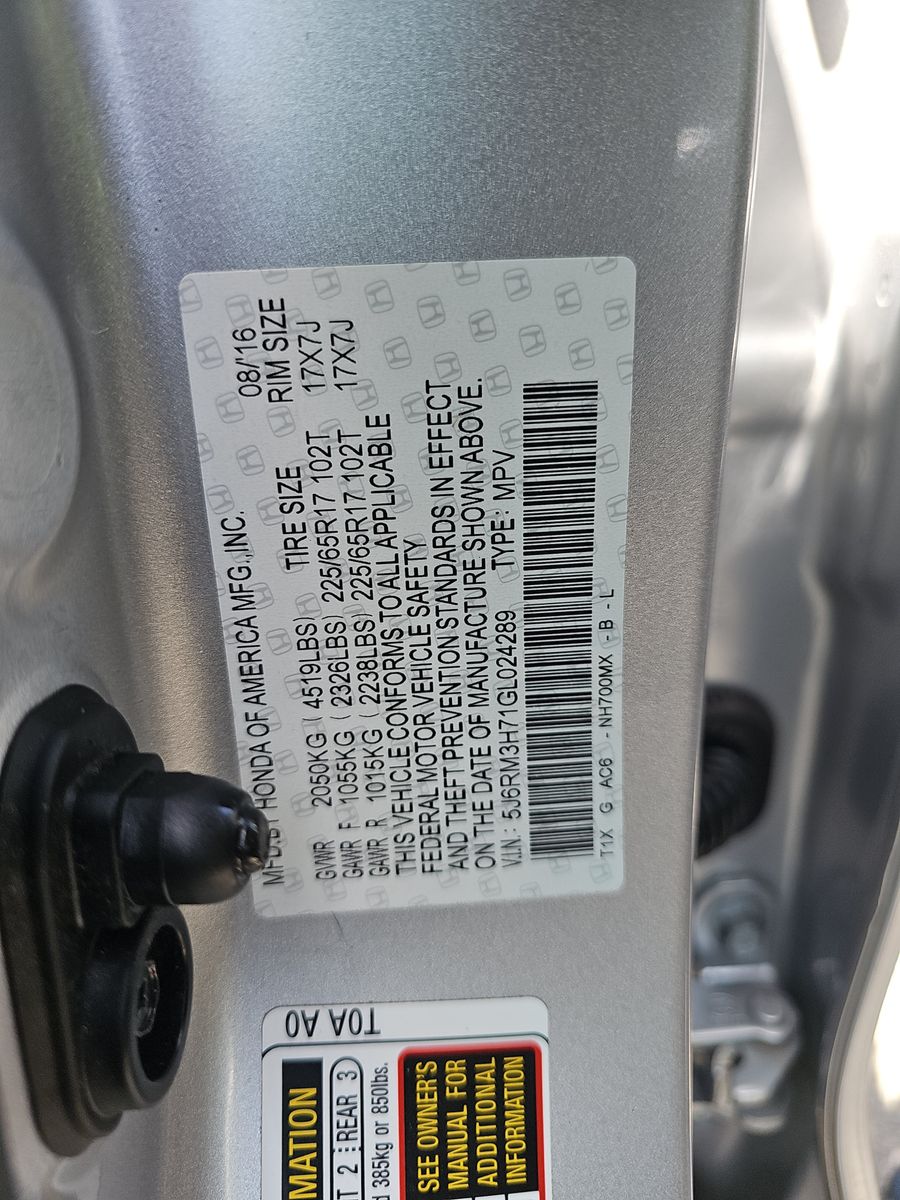 MFD.BY HONDA OF AMERICA MFG.,INC. 08/'16
TIRE SIZE RIM SIZE
GVWR 2050KG (4519LBS)
GAWR F 1055KG (2326LBS) 225/65R17 102T 17X7J
GAWR R 1015KG (2238LBS) 225/65R17 102T 17X7J
THIS VEHICLE CONFORMS TO ALL APPLICABLE
FEDERAL MOTOR VEHICLE SAFETY
AND THEFT PREVENTION STANDARDS IN EFFECT
ON THE DATE OF MANUFACTURE SHOWN ABOVE.
V.I.N.: 5J6RM3H71GL024289 TYPE: MPV
T1X G AC6 - NH700MX - B - L
T0A A0
2 REAR 3
385kg or 850lbs.
SEE OWNER'S
MANUAL FOR
ADDITIONAL
INFORMATION